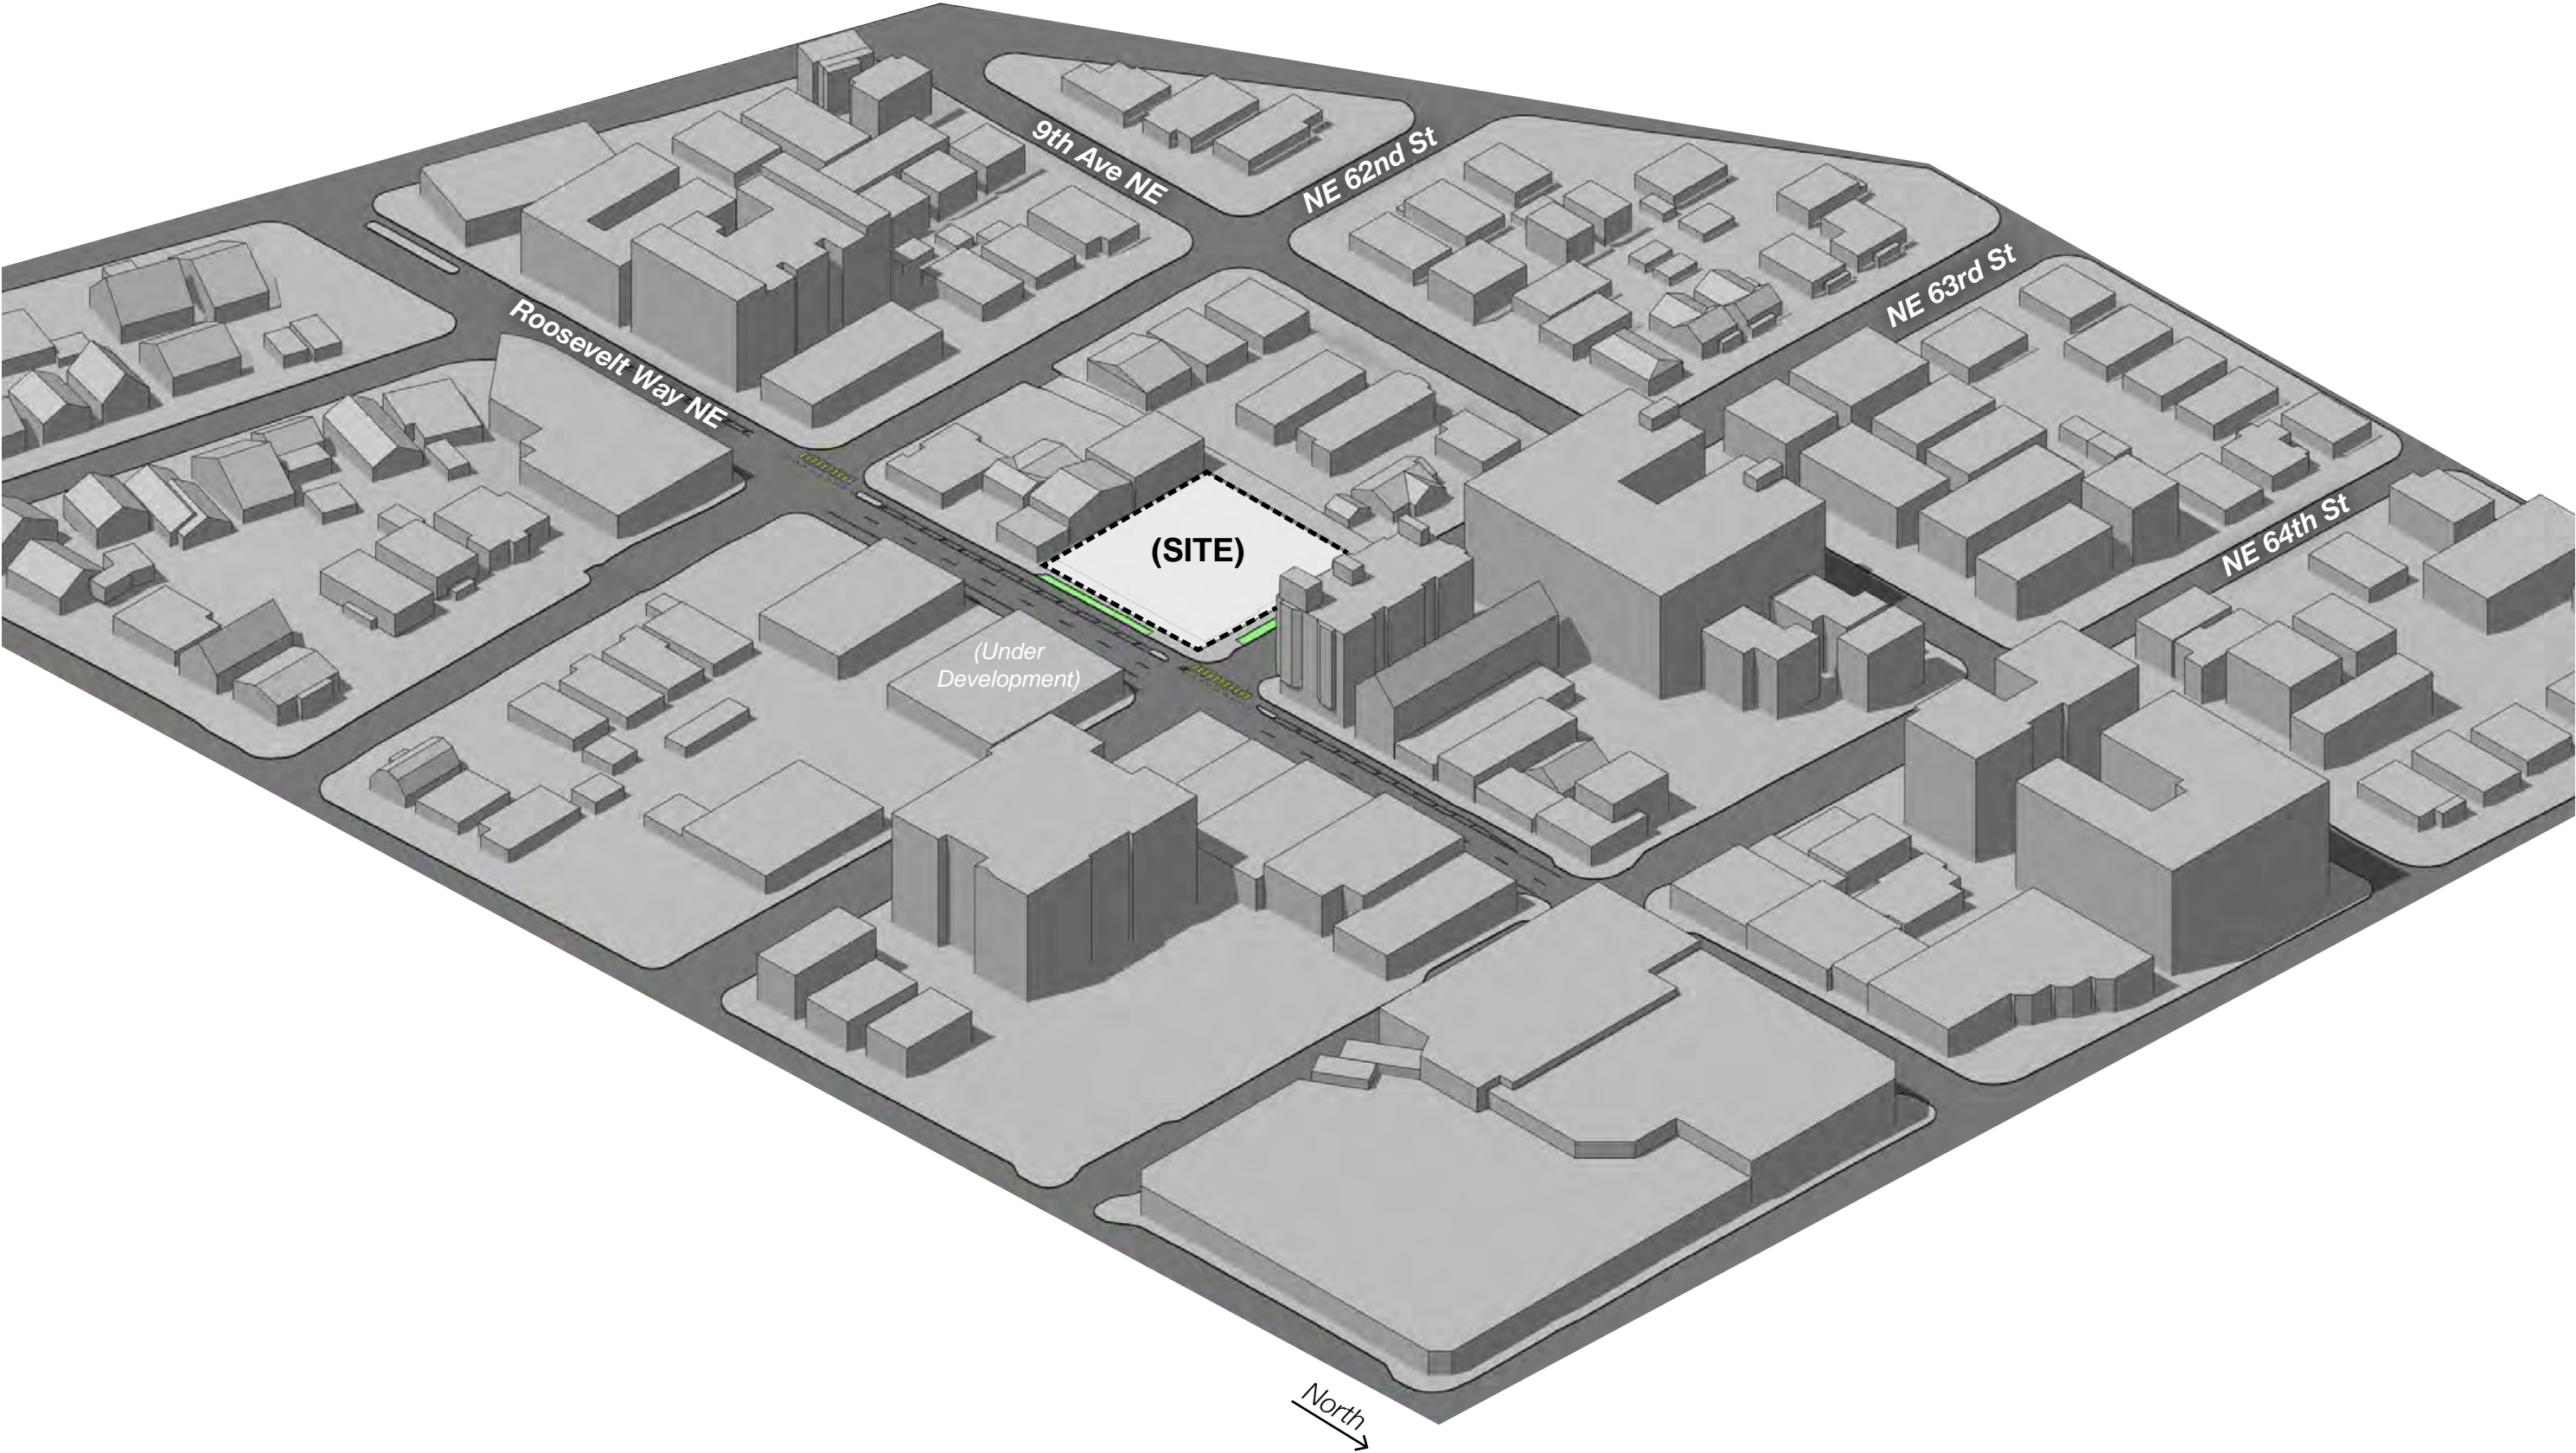 9th Ave NE
NE 62nd St
NE 63rd St
Roosevelt Way NE
NE 64th St
(SITE)
(Under
Development)
North